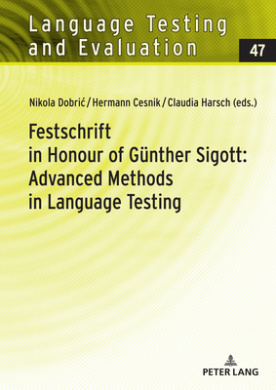 Language Testing
and Evaluation
47
Nikola Dobrić / Hermann Cesnik / Claudia Harsch (eds.)
Festschrift
in Honour of Günther Sigott:
Advanced Methods
in Language Testing
PETER LANG